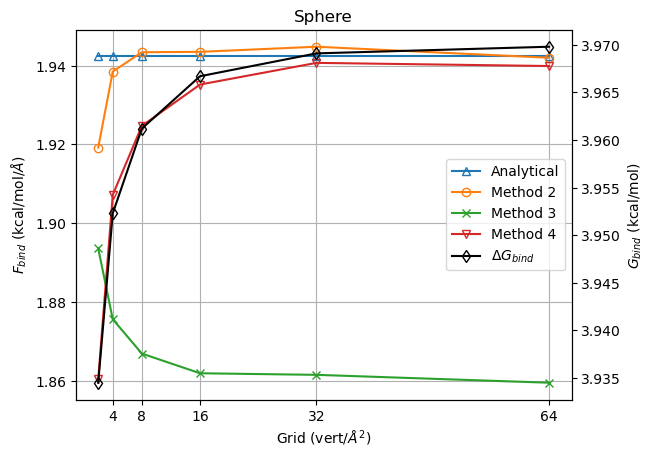 Sphere
1.94
1.92
1.90
1.88
1.86
F_bind (kcal/mol/Å)
3.970
3.965
3.960
3.955
3.950
3.945
3.940
3.935
G_bind (kcal/mol)
Analytical
Method 2
Method 3
Method 4
ΔG_bind
4 8 16 32 64
Grid (vert/Å²)